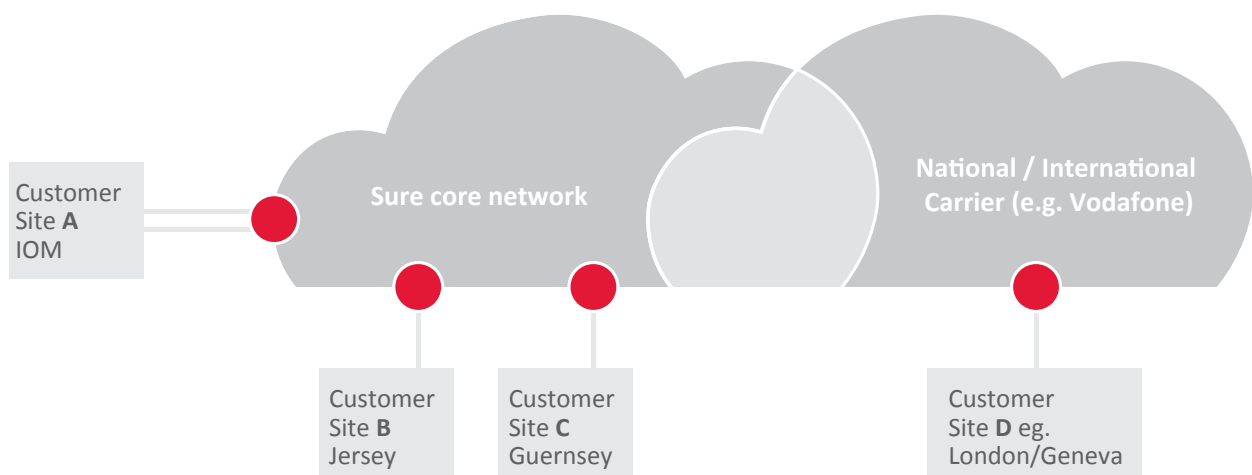 Customer
Site A
IOM
Sure core network
National / International
Carrier (e.g. Vodafone)
Customer
Site B
Jersey
Customer
Site C
Guernsey
Customer
Site D eg.
London/Geneva